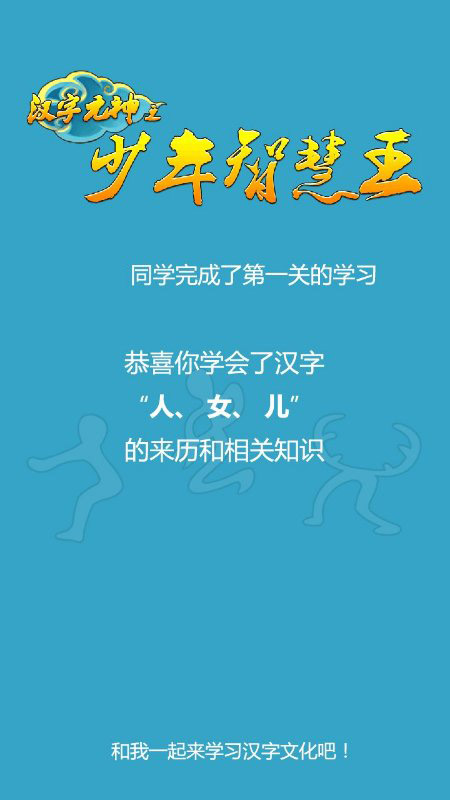 汉字元神王
少年智慧王
同学完成了第一关的学习
恭喜你学会了汉字
“人、女、儿”
的来历和相关知识
和我一起来学习汉字文化吧！